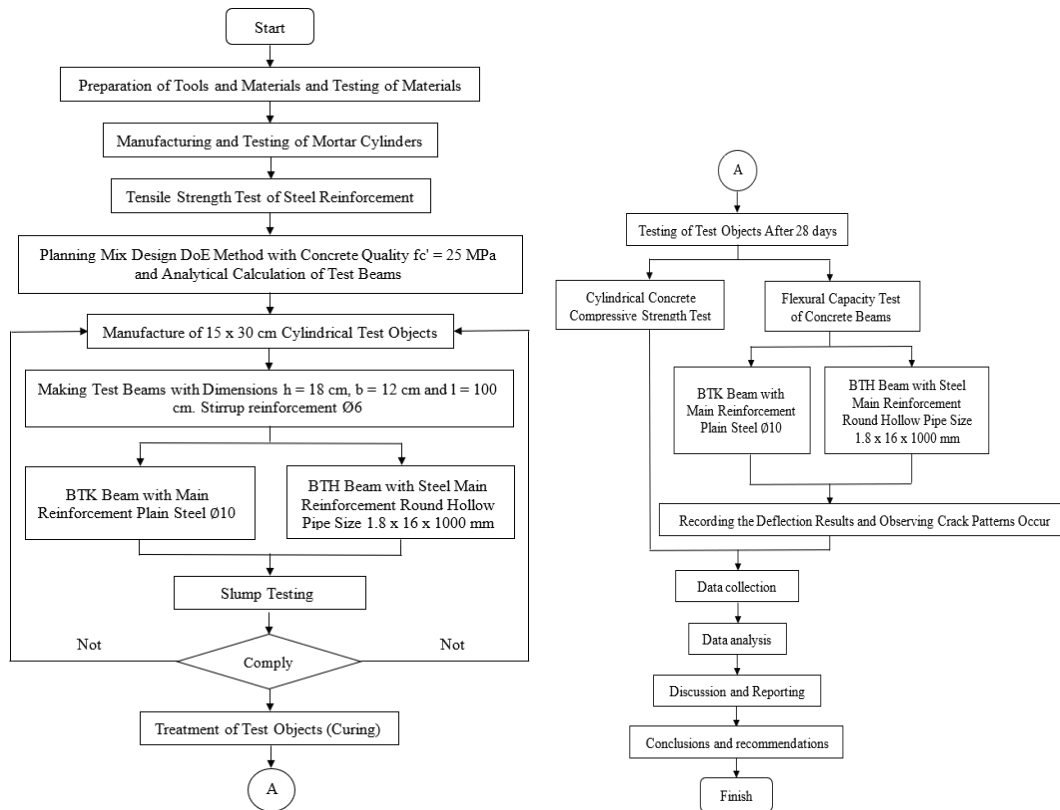 Start
Preparation of Tools and Materials and Testing of Materials
Manufacturing and Testing of Mortar Cylinders
Tensile Strength Test of Steel Reinforcement
Planning Mix Design DoE Method with Concrete Quality fc' = 25 MPa
and Analytical Calculation of Test Beams
Manufacture of 15 x 30 cm Cylindrical Test Objects
Making Test Beams with Dimensions h = 18 cm, b = 12 cm and l = 100
cm. Stirrup reinforcement Ø6
BTK Beam with Main
Reinforcement Plain Steel Ø10
BTH Beam with Steel Main
Reinforcement Round Hollow
Pipe Size 1.8 x 16 x 1000 mm
Slump Testing
Not
Comply
Not
Treatment of Test Objects (Curing)
A
A
Testing of Test Objects After 28 days
Cylindrical Concrete
Compressive Strength Test
Flexural Capacity Test
of Concrete Beams
BTK Beam with
Main Reinforcement
Plain Steel Ø10
BTH Beam with Steel
Main Reinforcement
Round Hollow Pipe Size
1.8 x 16 x 1000 mm
Recording the Deflection Results and Observing Crack Patterns Occur
Data collection
Data analysis
Discussion and Reporting
Conclusions and recommendations
Finish